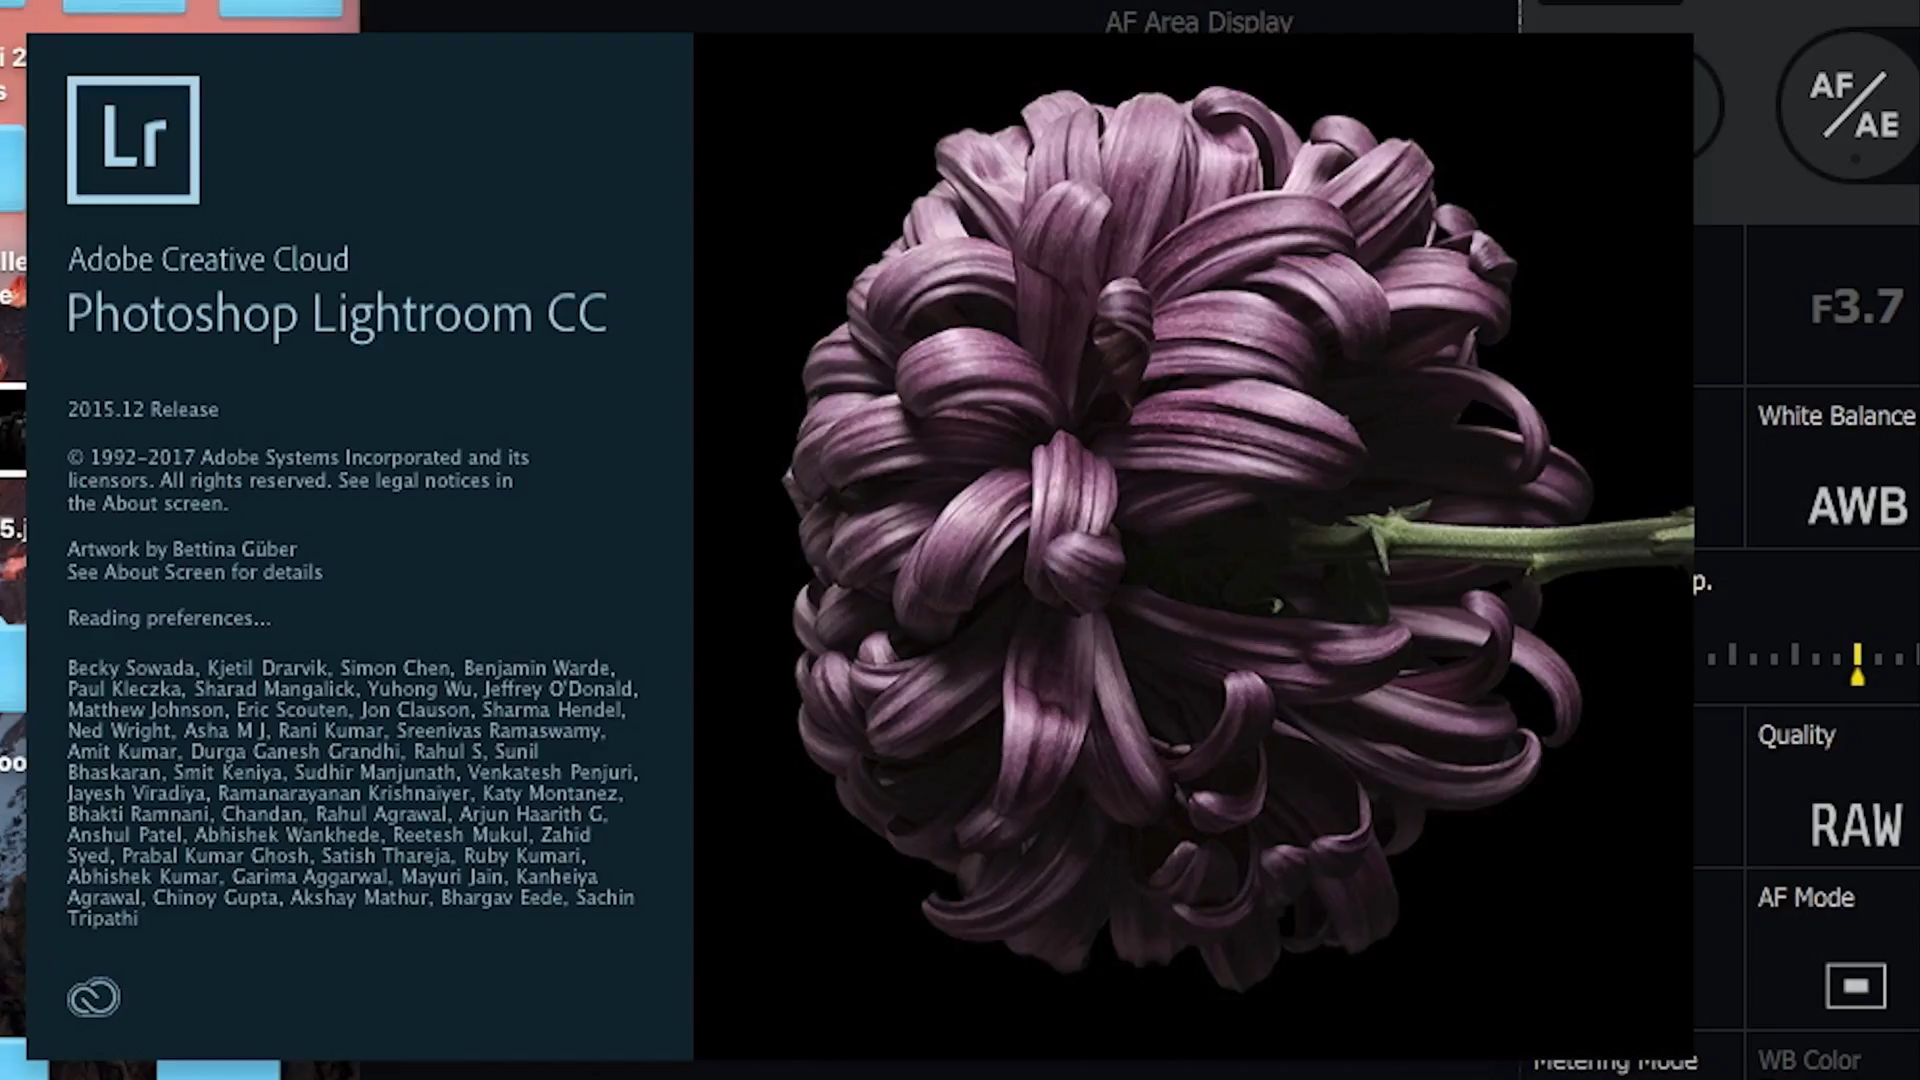 AF Area Display
i 2
s
Lr
AF/AE
Adobe Creative Cloud
Photoshop Lightroom CC
F3.7
2015.12 Release
White Balance
© 1992-2017 Adobe Systems Incorporated and its
licensors. All rights reserved. See legal notices in
the About screen.
AWB
5.j
Artwork by Bettina Güber
See About Screen for details
p.
Reading preferences...
Becky Sowada, Kjetil Drarvik, Simon Chen, Benjamin Warde,
Paul Kleczka, Sharad Mangalick, Yuhong Wu, Jeffrey O'Donald,
Matthew Johnson, Eric Scouten, Jon Clauson, Sharma Hendel,
Ned Wright, Asha M J, Rani Kumar, Sreenivas Ramaswamy,
Amit Kumar, Durga Ganesh Grandhi, Rahul S, Sunil
Bhaskaran, Smit Keniya, Sudhir Manjunath, Venkatesh Penjuri,
Jayesh Viradiya, Ramanarayanan Krishnaiyer, Katy Montanez,
Bhakti Ramnani, Chandan, Rahul Agrawal, Arjun Haarith G,
Anshul Patel, Abhishek Wankhede, Reetesh Mukul, Zahid
Syed, Prabal Kumar Ghosh, Satish Thareja, Ruby Kumari,
Abhishek Kumar, Garima Aggarwal, Mayuri Jain, Kanheiya
Agrawal, Chinoy Gupta, Akshay Mathur, Bhargav Eede, Sachin
Tripathi
Quality
RAW
AF Mode
Metering Mode
WB Color